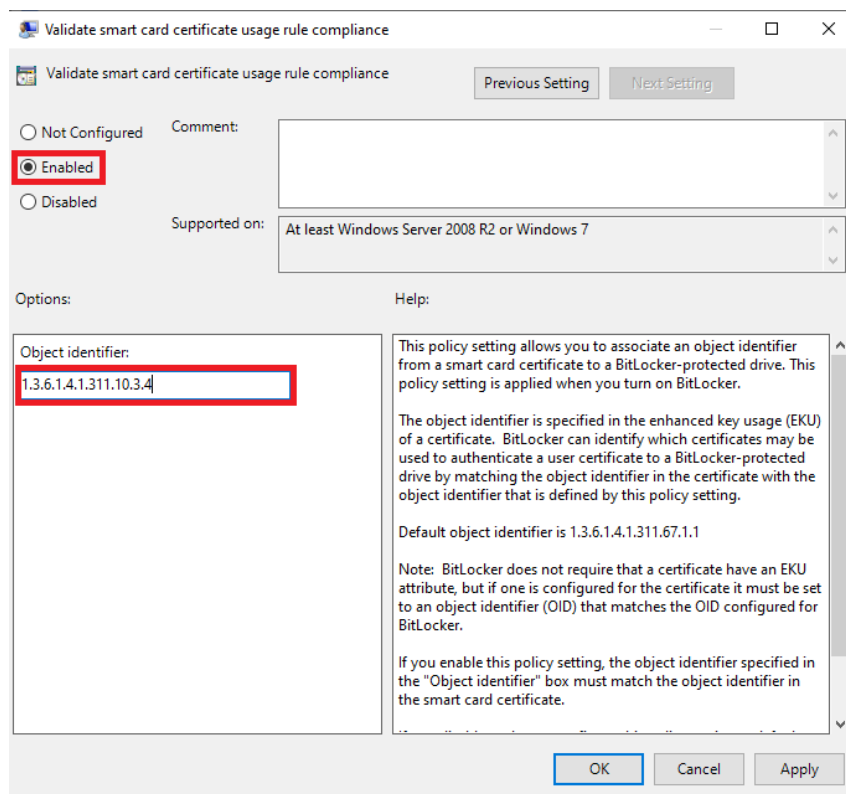 Validate smart card certificate usage rule compliance
Validate smart card certificate usage rule compliance
Previous Setting
Next Setting
Not Configured
Enabled
Disabled
Comment:
Supported on:
At least Windows Server 2008 R2 or Windows 7
Options:
Help:
Object identifier:
1.3.6.1.4.1.311.10.3.4
This policy setting allows you to associate an object identifier
from a smart card certificate to a BitLocker-protected drive. This
policy setting is applied when you turn on BitLocker.
The object identifier is specified in the enhanced key usage (EKU)
of a certificate.  BitLocker can identify which certificates may be
used to authenticate a user certificate to a BitLocker-protected
drive by matching the object identifier in the certificate with the
object identifier that is defined by this policy setting.
Default object identifier is 1.3.6.1.4.1.311.67.1.1
Note:  BitLocker does not require that a certificate have an EKU
attribute, but if one is configured for the certificate it must be set
to an object identifier (OID) that matches the OID configured for
BitLocker.
If you enable this policy setting, the object identifier specified in
the "Object identifier" box must match the object identifier in
the smart card certificate.
OK
Cancel
Apply